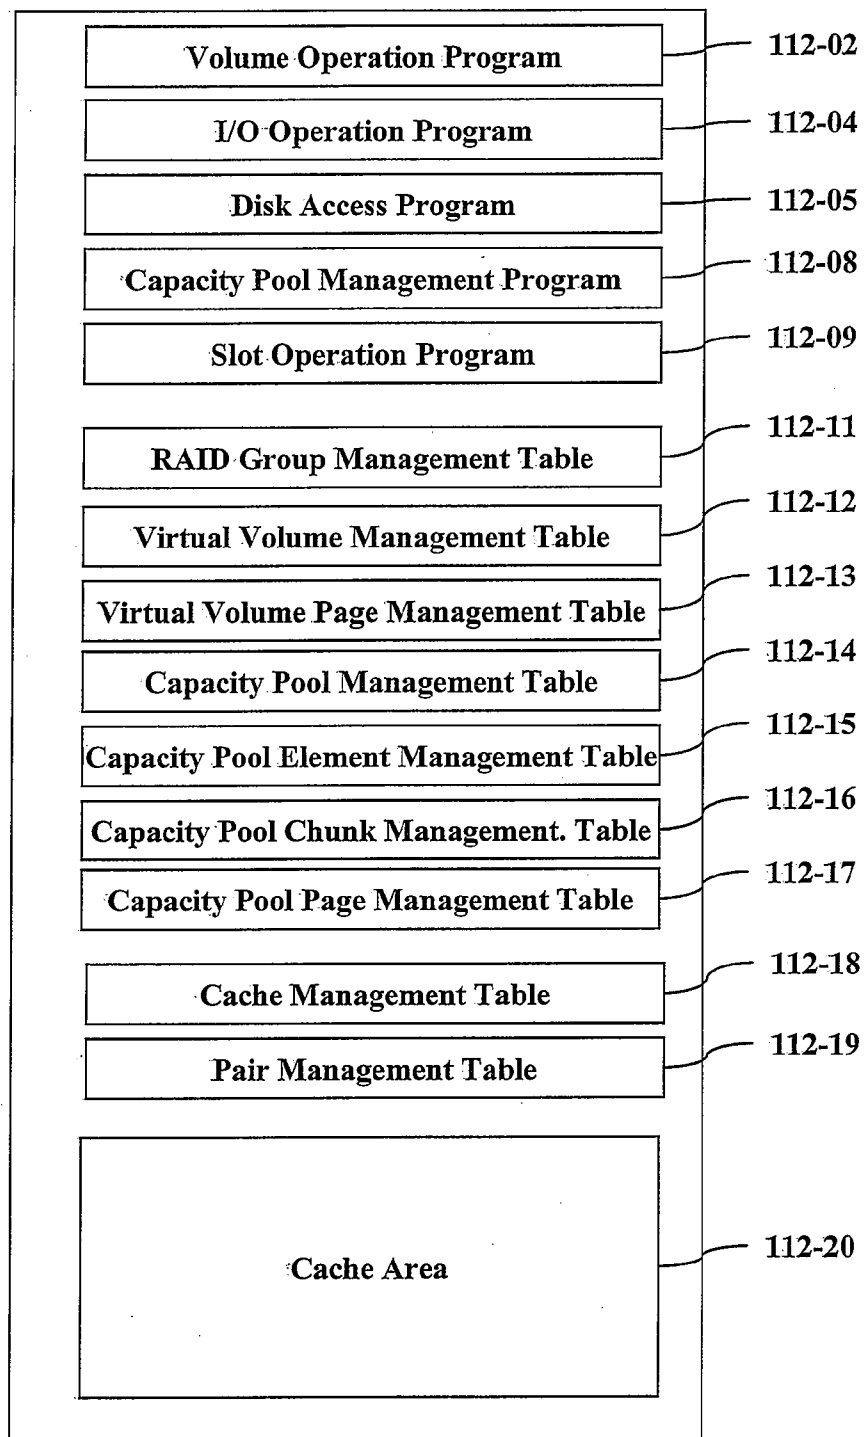 Volume Operation Program 112-02
I/O Operation Program 112-04
Disk Access Program 112-05
Capacity Pool Management Program 112-08
Slot Operation Program 112-09
RAID Group Management Table 112-11
Virtual Volume Management Table 112-12
Virtual Volume Page Management Table 112-13
Capacity Pool Management Table 112-14
Capacity Pool Element Management Table 112-15
Capacity Pool Chunk Management. Table 112-16
Capacity Pool Page Management Table 112-17
Cache Management Table 112-18
Pair Management Table 112-19
Cache Area 112-20